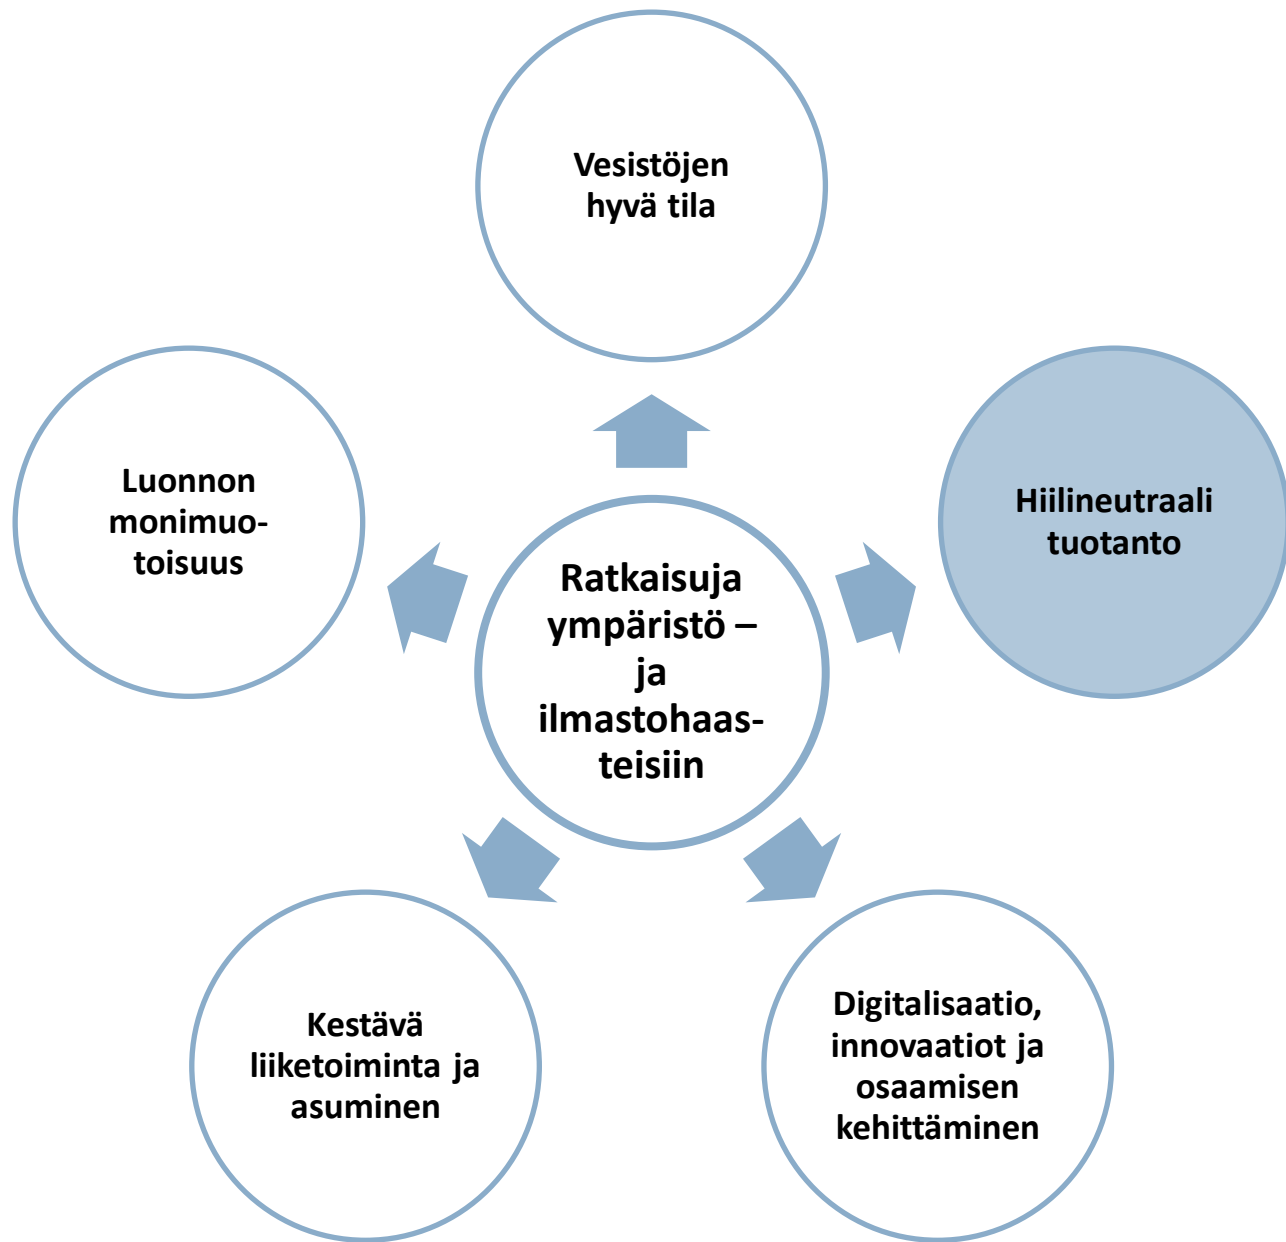 Vesistöjen
hyvä tila
Luonnon
monimuo-
toisuus
Hiilineutraali
tuotanto
Ratkaisuja
ympäristö –
ja
ilmastohaas-
teisiin
Kestävä
liiketoiminta ja
asuminen
Digitalisaatio,
innovaatiot ja
osaamisen
kehittäminen